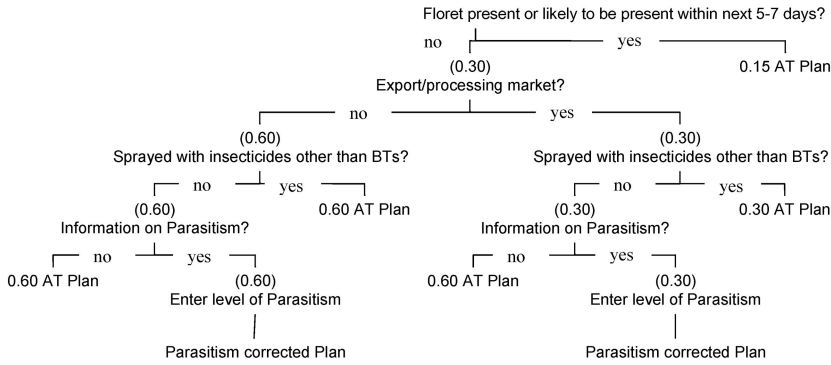 Floret present or likely to be present within next 5-7 days?
no yes
(0.30) 0.15 AT Plan
Export/processing market?
no yes
(0.60) (0.30)
Sprayed with insecticides other than BTs? Sprayed with insecticides other than BTs?
no yes no yes
(0.60) 0.60 AT Plan (0.30) 0.30 AT Plan
Information on Parasitism? Information on Parasitism?
no yes no yes
0.60 AT Plan (0.60) 0.60 AT Plan (0.30)
Enter level of Parasitism Enter level of Parasitism
Parasitism corrected Plan Parasitism corrected Plan